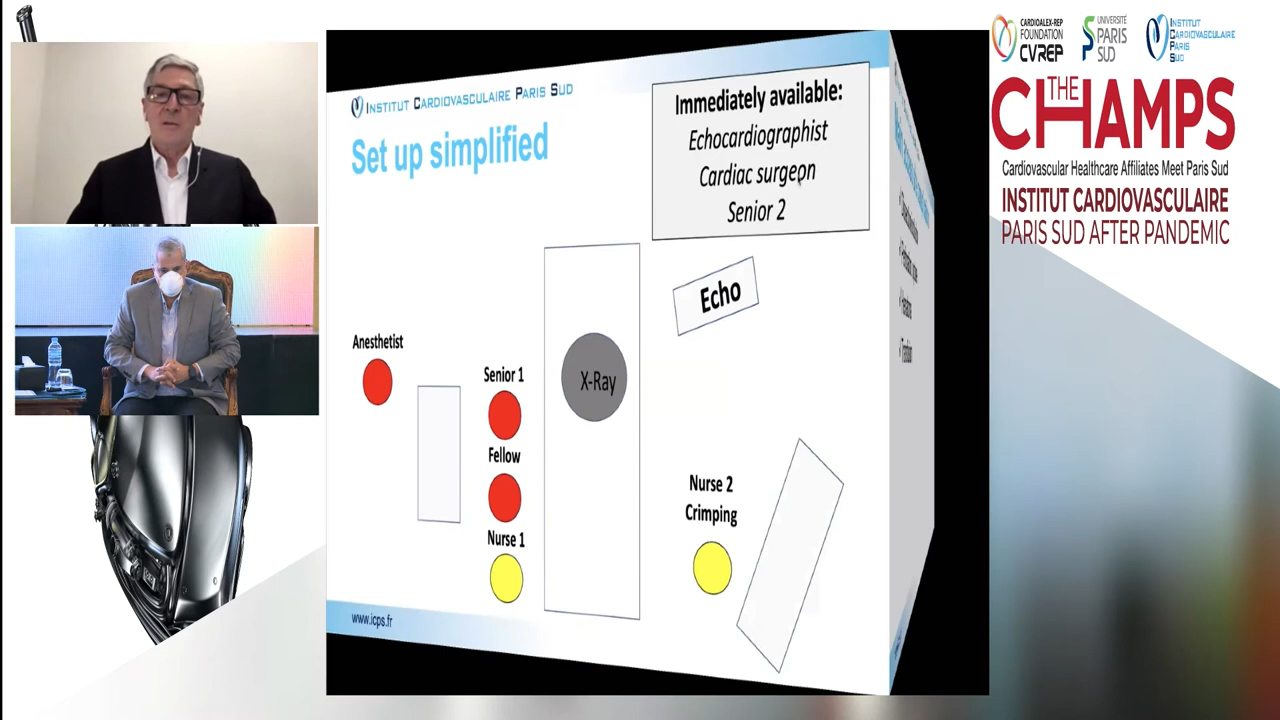 INSTITUT CARDIOVASCULAIRE PARIS SUD
Set up simplified
Immediately available:
Echocardiographist
Cardiac surgeon
Senior 2
Echo
X-Ray
Anesthetist
Senior 1
Fellow
Nurse 1
Nurse 2
Crimping
www.icps.fr
CARDIOALEX-REP
FOUNDATION
CVREP
UNIVERSITÉ
PARIS
SUD
INSTITUT
CARDIOVASCULAIRE
PARIS
SUD
THE
CHAMPS
Cardiovascular Healthcare Affiliates Meet Paris Sud
INSTITUT CARDIOVASCULAIRE
PARIS SUD AFTER PANDEMIC